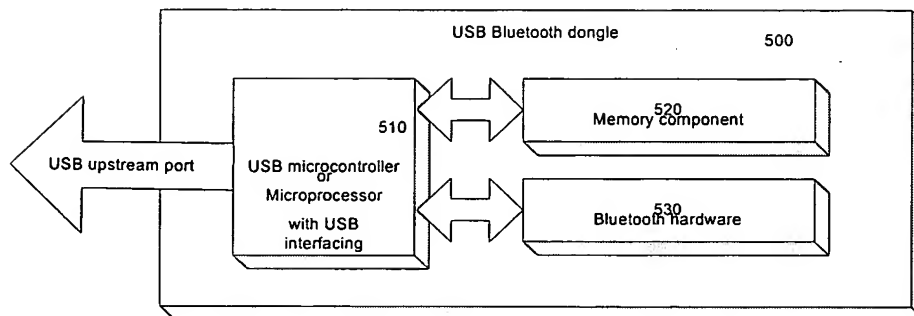 USB Bluetooth dongle
500
510
520
Memory component
USB upstream port
USB microcontroller
or
Microprocessor
with USB
interfacing
530
Bluetooth hardware